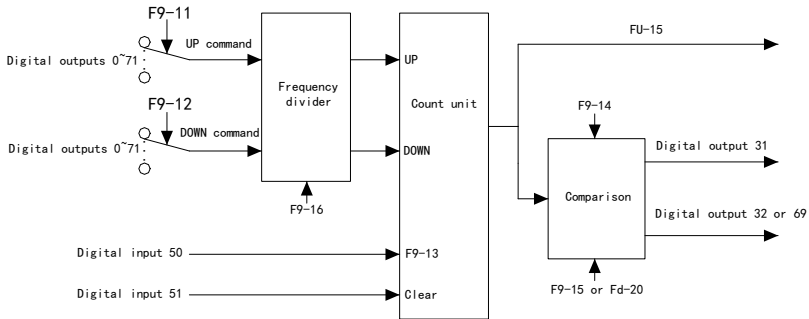 F9-11
UP command
Digital outputs 0~71
F9-12
DOWN command
Digital outputs 0~71
Frequency
divider
F9-16
UP
Count unit
DOWN
Digital input 50
F9-13
Digital input 51
Clear
FU-15
F9-14
Comparison
Digital output 31
Digital output 32 or 69
F9-15 or Fd-20